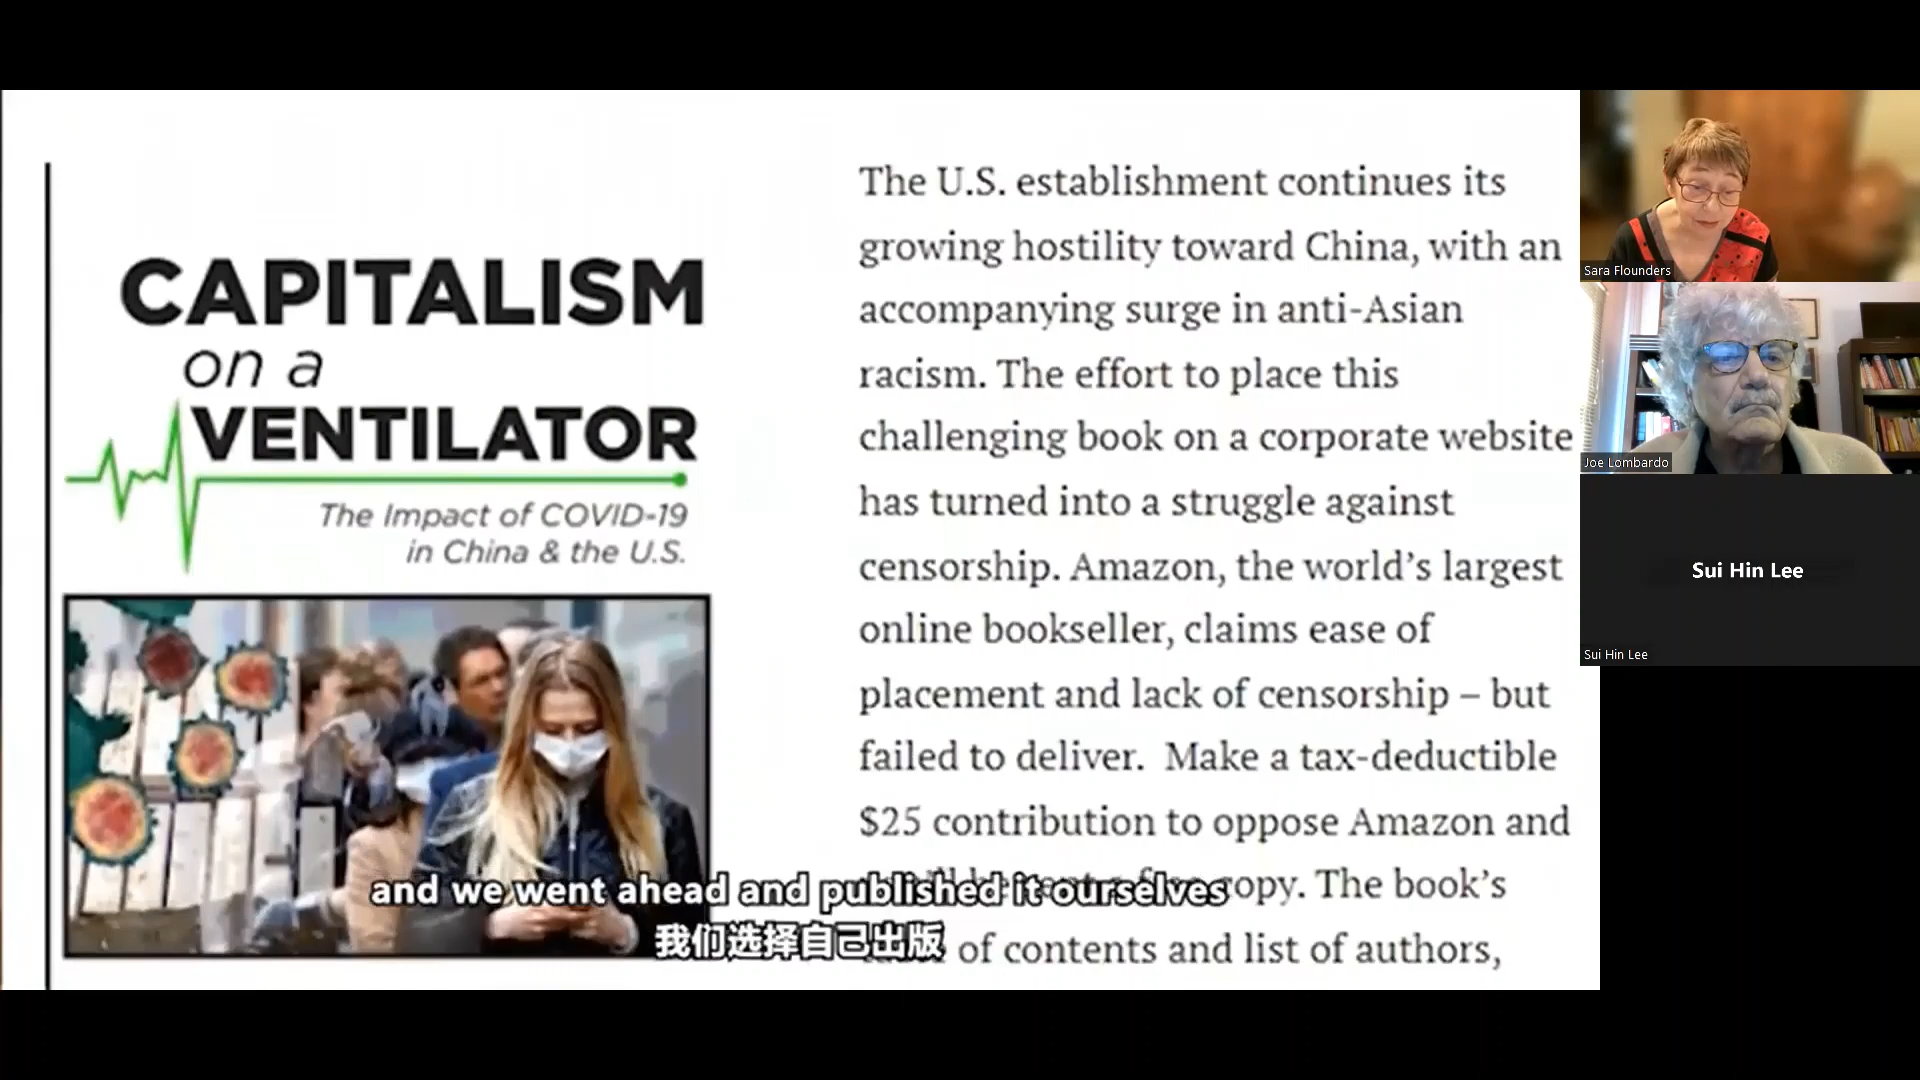 CAPITALISM
on a
VENTILATOR
The Impact of COVID-19
in China & the U.S.
The U.S. establishment continues its
growing hostility toward China, with an
accompanying surge in anti-Asian
racism. The effort to place this
challenging book on a corporate website
has turned into a struggle against
censorship. Amazon, the world's largest
online bookseller, claims ease of
placement and lack of censorship – but
failed to deliver.  Make a tax-deductible
$25 contribution to oppose Amazon and
copy. The book's
of contents and list of authors,
and we went ahead and published it ourselves
我们选择自己出版
Sara Flounders
Joe Lombardo
Sui Hin Lee
Sui Hin Lee